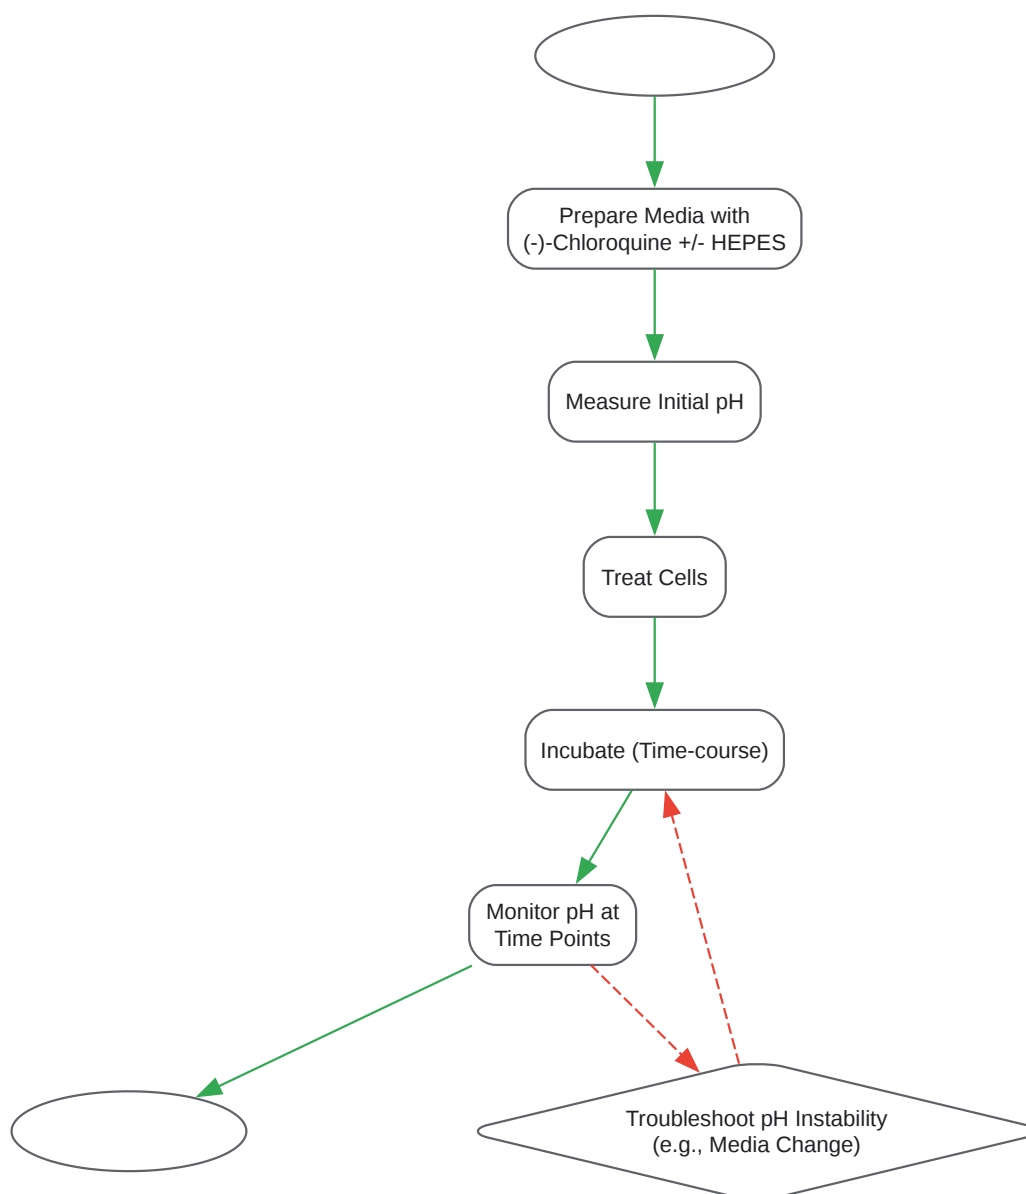 Prepare Media with
(-)-Chloroquine +/- HEPES
Measure Initial pH
Treat Cells
Incubate (Time-course)
Monitor pH at
Time Points
Troubleshoot pH Instability
(e.g., Media Change)